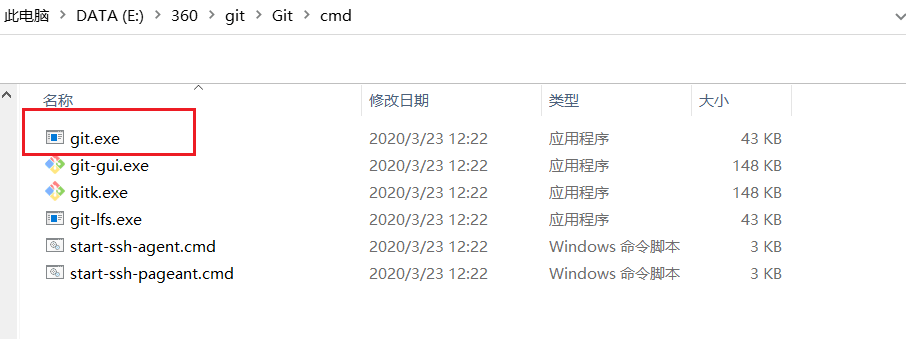 此电脑 > DATA (E:) > 360 > git > Git > cmd
名称 修改日期 类型 大小
git.exe 2020/3/23 12:22 应用程序 43 KB
git-gui.exe 2020/3/23 12:22 应用程序 148 KB
gitk.exe 2020/3/23 12:22 应用程序 148 KB
git-lfs.exe 2020/3/23 12:22 应用程序 43 KB
start-ssh-agent.cmd 2020/3/23 12:22 Windows 命令脚本 3 KB
start-ssh-pageant.cmd 2020/3/23 12:22 Windows 命令脚本 3 KB